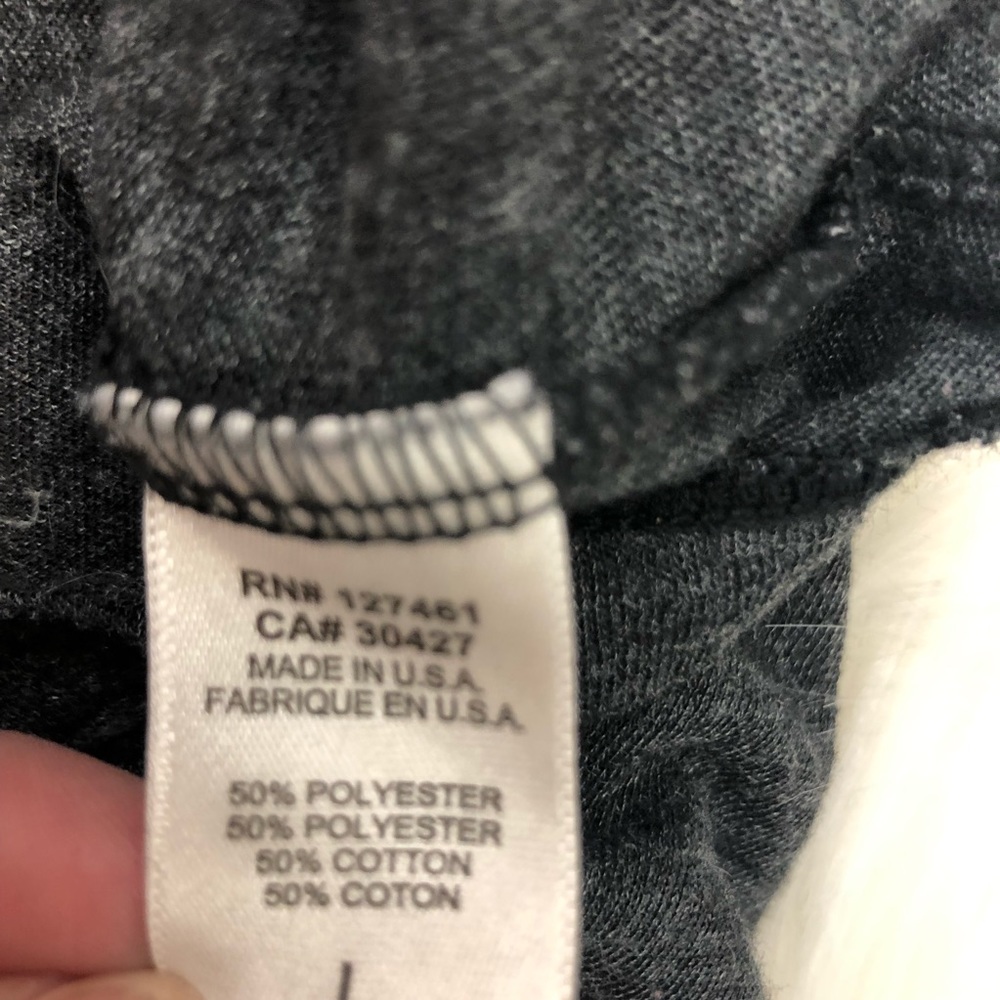 RN# 127461
CA# 30427
MADE IN U.S.A.
FABRIQUE EN U.S.A.
50% POLYESTER
50% POLYESTER
50% COTTON
50% COTON